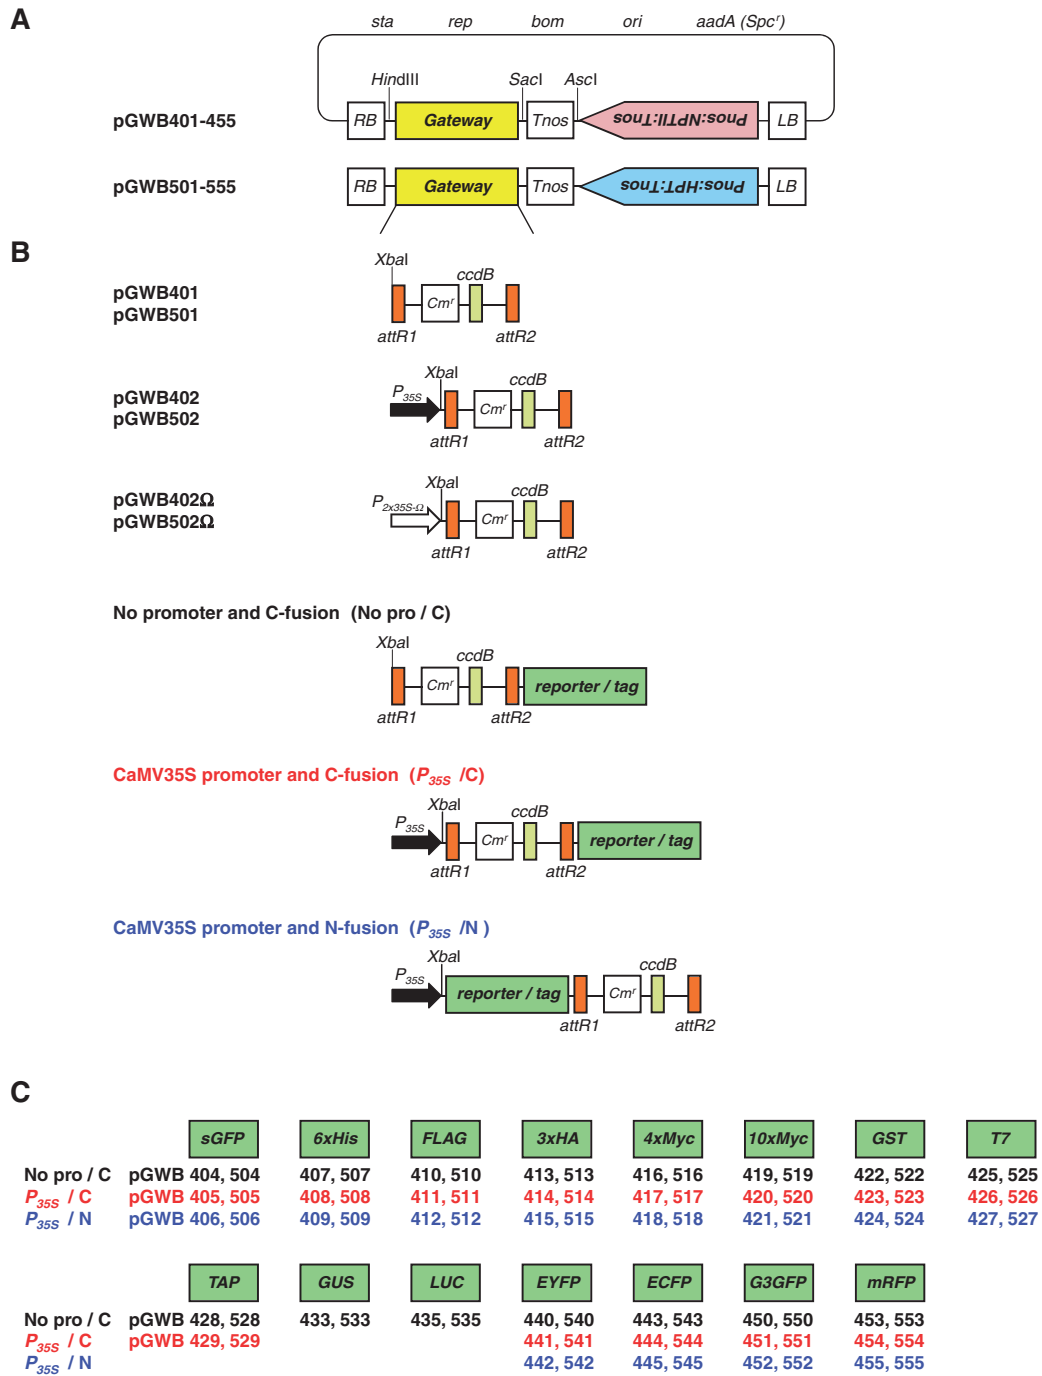 A
sta rep bom ori aadA (Spcʳ)
HindIII SacI AscI
pGWB401-455 RB Gateway Tnos Pnos:NPTII:Tnos LB
pGWB501-555 RB Gateway Tnos Pnos:HPT:Tnos LB
B
XbaI
ccdB
pGWB401
pGWB501
Cmʳ
attR1 attR2
XbaI
ccdB
P35S
pGWB402
pGWB502
Cmʳ
attR1 attR2
XbaI
ccdB
P2x35S-Ω
pGWB402Ω
pGWB502Ω
Cmʳ
attR1 attR2
No promoter and C-fusion (No pro / C)
XbaI
ccdB
Cmʳ reporter / tag
attR1 attR2
CaMV35S promoter and C-fusion (P35S /C)
XbaI
ccdB
P35S
Cmʳ reporter / tag
attR1 attR2
CaMV35S promoter and N-fusion (P35S /N )
XbaI
ccdB
P35S
reporter / tag Cmʳ
attR1 attR2
C
sGFP 6xHis FLAG 3xHA 4xMyc 10xMyc GST T7
No pro / C pGWB 404, 504 407, 507 410, 510 413, 513 416, 516 419, 519 422, 522 425, 525
P35S / C pGWB 405, 505 408, 508 411, 511 414, 514 417, 517 420, 520 423, 523 426, 526
P35S / N pGWB 406, 506 409, 509 412, 512 415, 515 418, 518 421, 521 424, 524 427, 527
TAP GUS LUC EYFP ECFP G3GFP mRFP
No pro / C pGWB 428, 528 433, 533 435, 535 440, 540 443, 543 450, 550 453, 553
P35S / C pGWB 429, 529 441, 541 444, 544 451, 551 454, 554
P35S / N 442, 542 445, 545 452, 552 455, 555